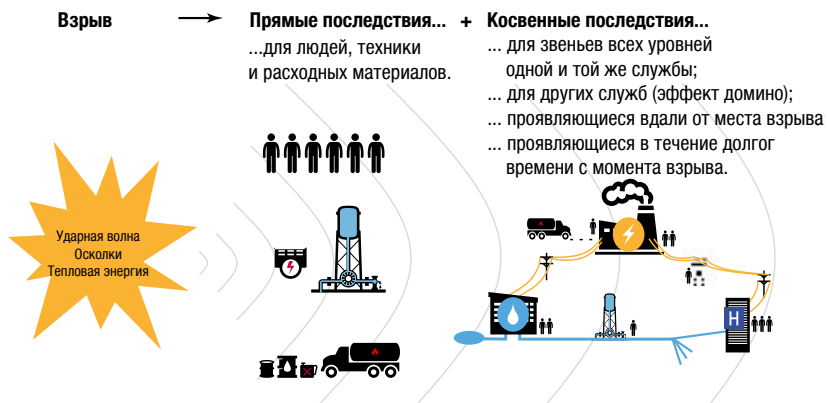 Взрыв
Прямые последствия... + Косвенные последствия...
...для людей, техники
и расходных материалов.
... для звеньев всех уровней
одной и той же службы;
... для других служб (эффект домино);
... проявляющиеся вдали от места взрыва
... проявляющиеся в течение долгог
времени с момента взрыва.
Ударная волна
Осколки
Тепловая энергия
H